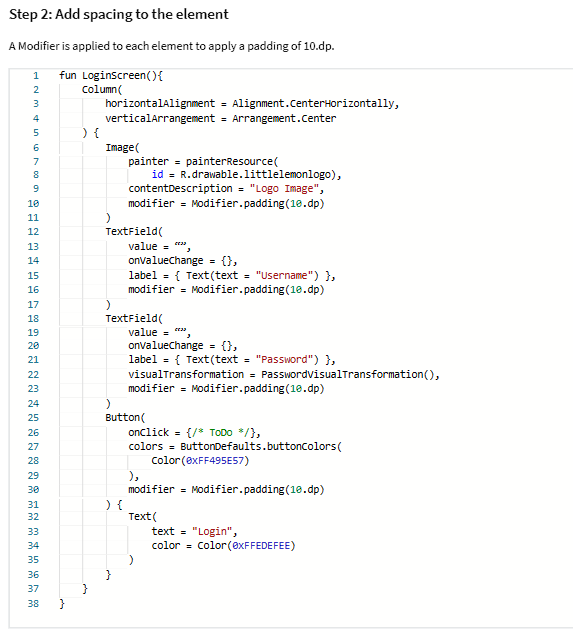 Step 2: Add spacing to the element
A Modifier is applied to each element to apply a padding of 10.dp.
1 fun LoginScreen(){
2 Column(
3 horizontalAlignment = Alignment.CenterHorizontally,
4 verticalArrangement = Arrangement.Center
5 ) {
6 Image(
7 painter = painterResource(
8 id = R.drawable.littlelemonlogo),
9 contentDescription = "Logo Image",
10 modifier = Modifier.padding(10.dp)
11 )
12 TextField(
13 value = “”,
14 onValueChange = {},
15 label = { Text(text = "Username") },
16 modifier = Modifier.padding(10.dp)
17 )
18 TextField(
19 value = “”,
20 onValueChange = {},
21 label = { Text(text = "Password") },
22 visualTransformation = PasswordVisualTransformation(),
23 modifier = Modifier.padding(10.dp)
24 )
25 Button(
26 onClick = {/* ToDo */},
27 colors = ButtonDefaults.buttonColors(
28 Color(0xFF495E57)
29 ),
30 modifier = Modifier.padding(10.dp)
31 ) {
32 Text(
33 text = "Login",
34 color = Color(0xFFEDEFEE)
35 )
36 }
37 }
38 }